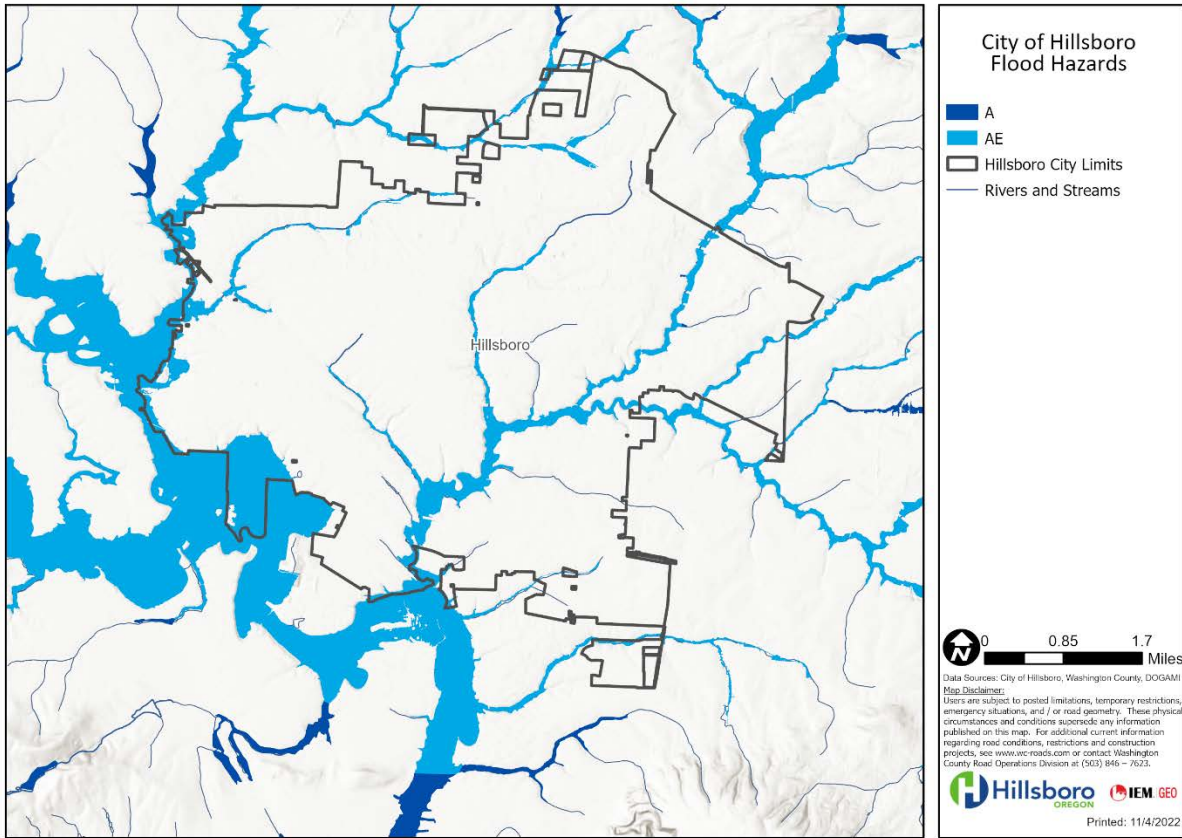 City of Hillsboro
Flood Hazards
A
AE
Hillsboro City Limits
Rivers and Streams
Hillsboro
N
0 0.85 1.7
Miles
Data Sources: City of Hillsboro, Washington County, DOGAMI
Map Disclaimer:
Users are subject to posted limitations, temporary restrictions,
emergency situations, and / or road geometry. These physical
circumstances and conditions supersede any information
published on this map. For additional current information
regarding road conditions, restrictions and construction
projects, see www.wc-roads.com or contact Washington
County Road Operations Division at (503) 846 – 7623.
H Hillsboro
OREGON
IEM GEO
Printed: 11/4/2022